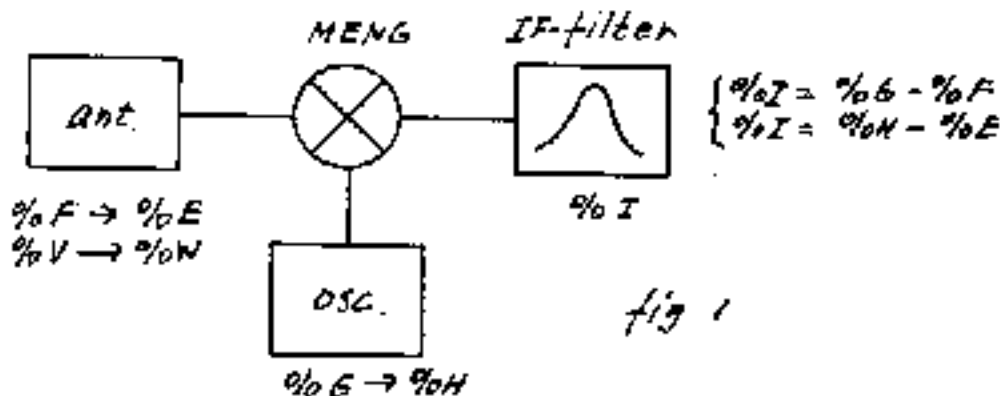 MENG
IF-filter
ant.
%I = %G - %F
%I = %H - %E
%F → %E
%V → %W
%I
OSC.
%G → %H
fig 1